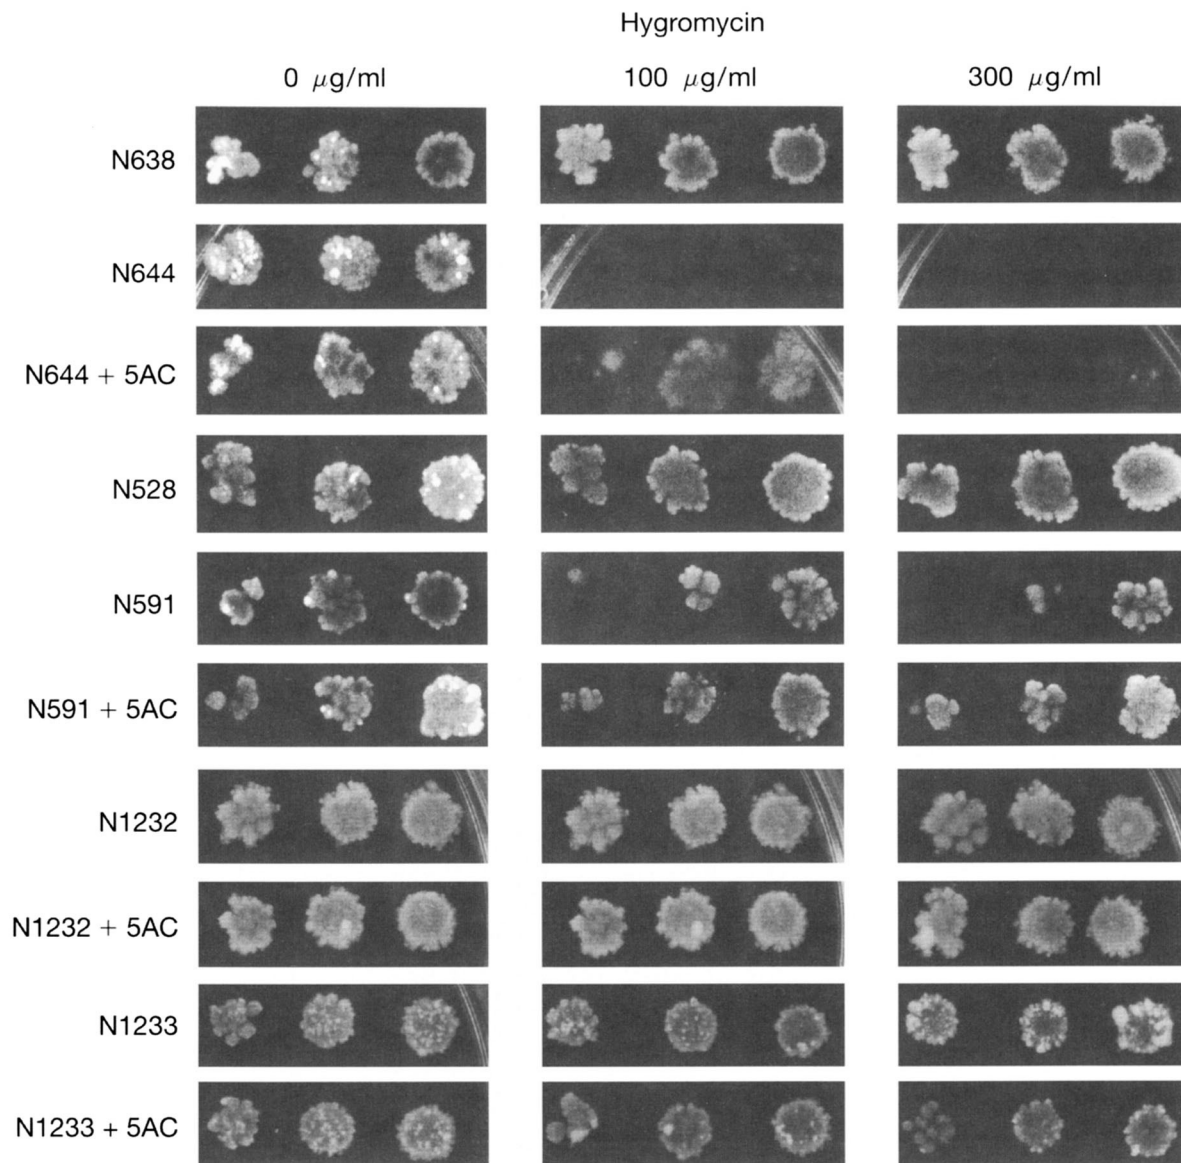 Hygromycin
0 μg/ml 100 μg/ml 300 μg/ml
N638
N644
N644 + 5AC
N528
N591
N591 + 5AC
N1232
N1232 + 5AC
N1233
N1233 + 5AC